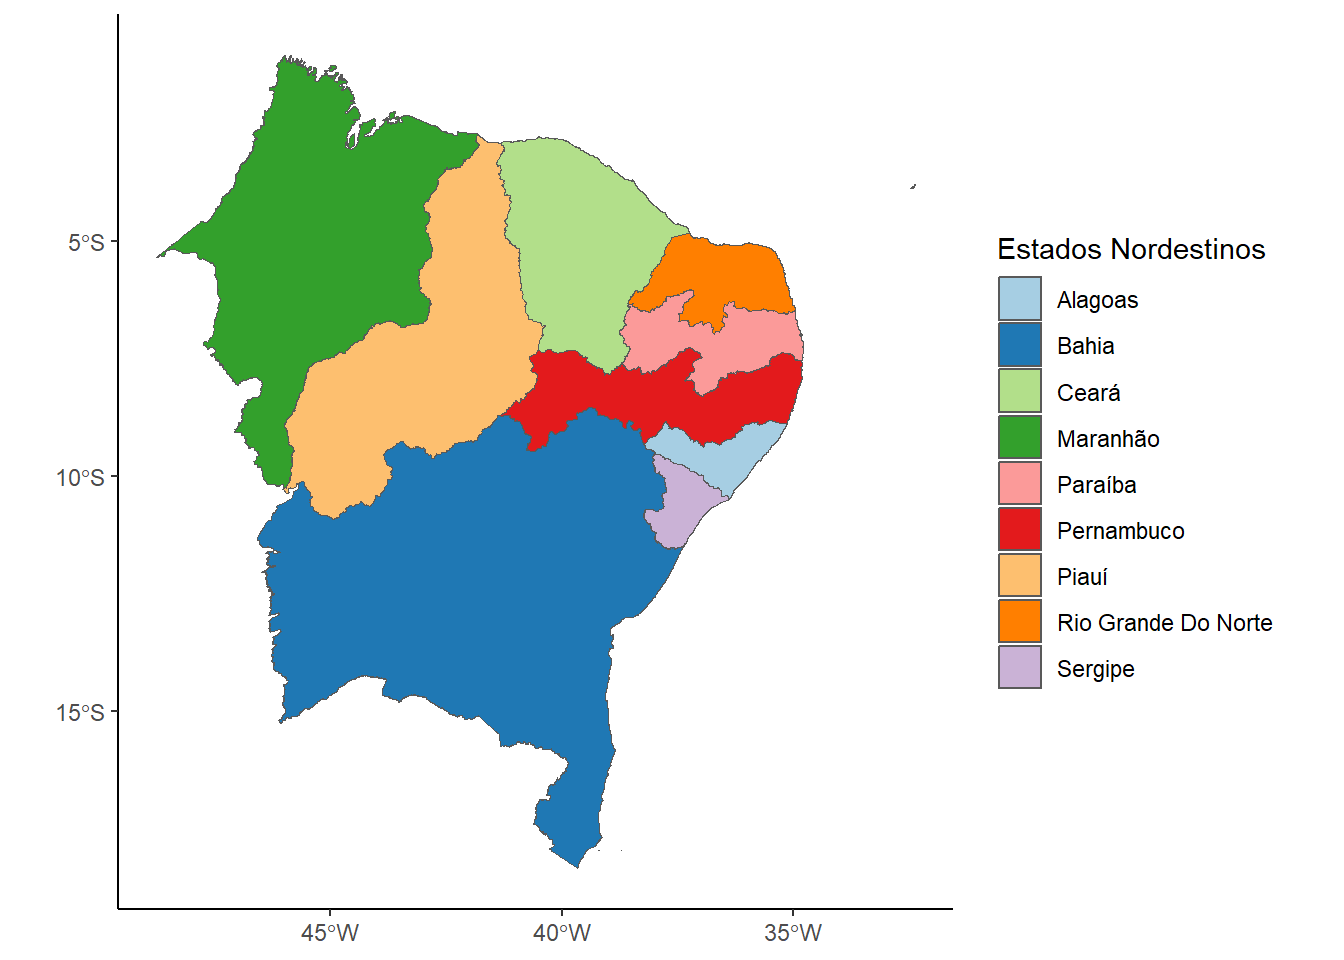 5°S
10°S
15°S
45°W
40°W
35°W
Estados Nordestinos
Alagoas
Bahia
Ceará
Maranhão
Paraíba
Pernambuco
Piauí
Rio Grande Do Norte
Sergipe